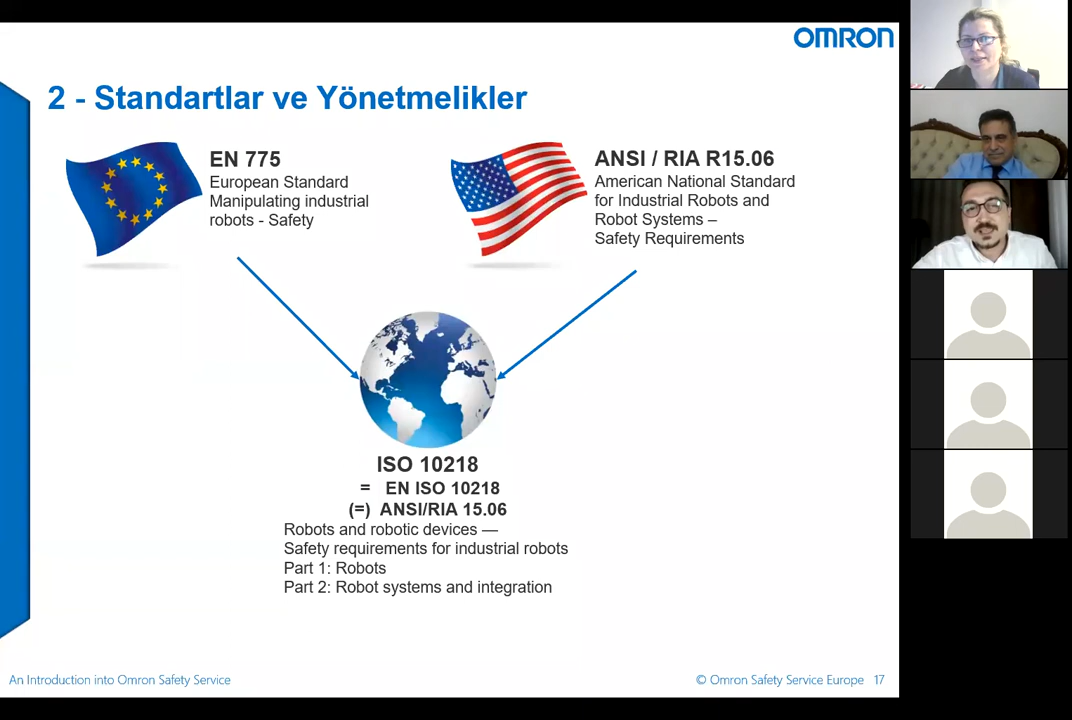 OMRON
2 - Standartlar ve Yönetmelikler
EN 775
European Standard
Manipulating industrial
robots - Safety
ANSI / RIA R15.06
American National Standard
for Industrial Robots and
Robot Systems –
Safety Requirements
ISO 10218
= EN ISO 10218
(=) ANSI/RIA 15.06
Robots and robotic devices —
Safety requirements for industrial robots
Part 1: Robots
Part 2: Robot systems and integration
An Introduction into Omron Safety Service
© Omron Safety Service Europe 17